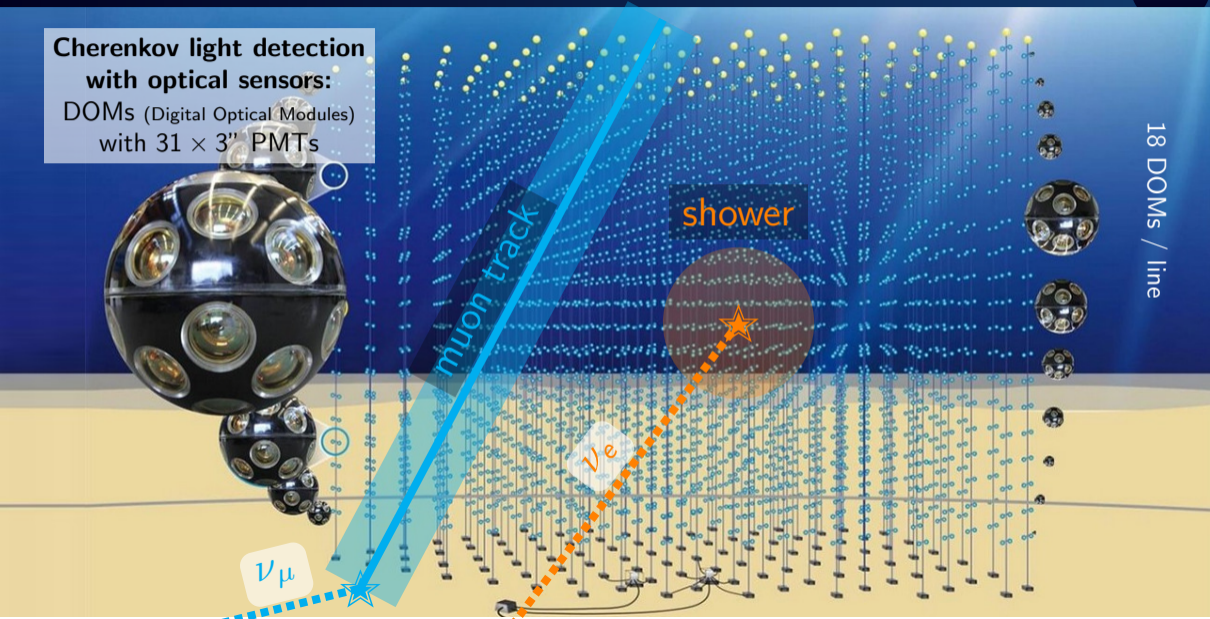 Cherenkov light detection
with optical sensors:
DOMs (Digital Optical Modules)
with 31 × 3" PMTs
muon track
shower
18 DOMs / line
νe
νμ